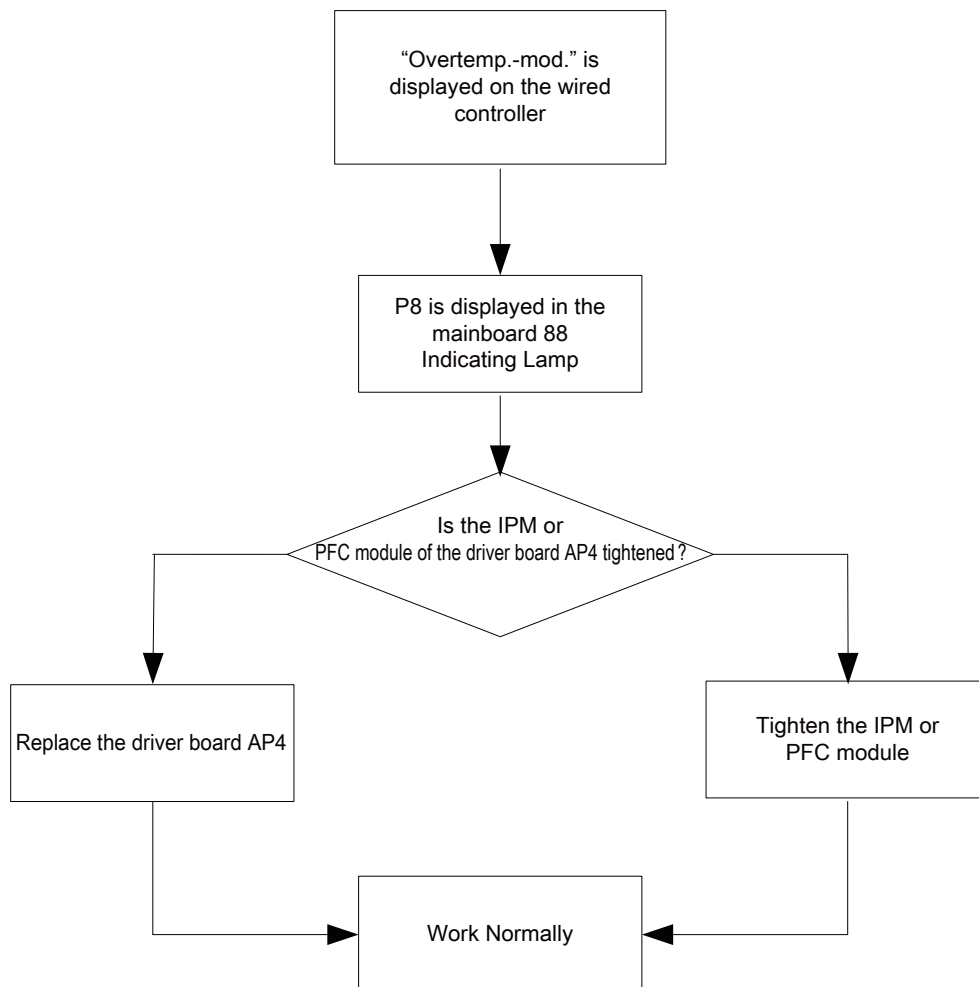 “Overtemp.-mod.” is
displayed on the wired
controller
P8 is displayed in the
mainboard 88
Indicating Lamp
Is the IPM or
PFC module of the driver board AP4 tightened?
Replace the driver board AP4
Tighten the IPM or
PFC module
Work Normally